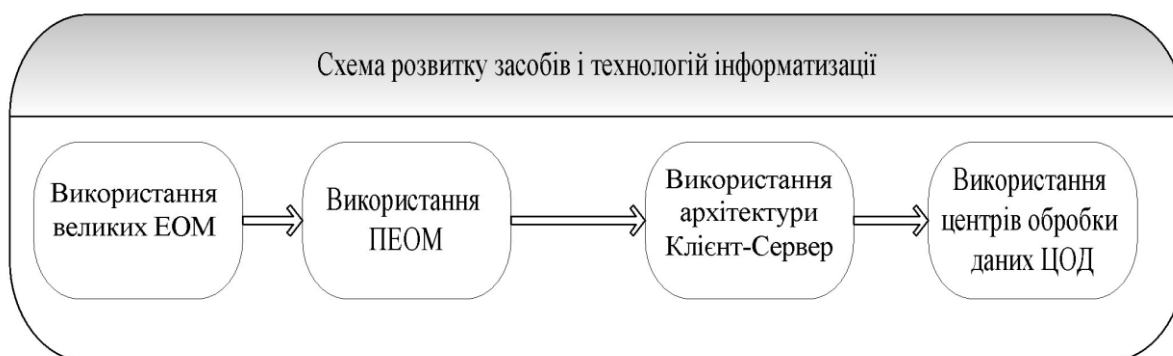 Схема розвитку засобів і технологій інформатизації
Використання
великих ЕОМ
Використання
ПЕОМ
Використання
архітектури
Клієнт-Сервер
Використання
центрів обробки
даних ЦОД